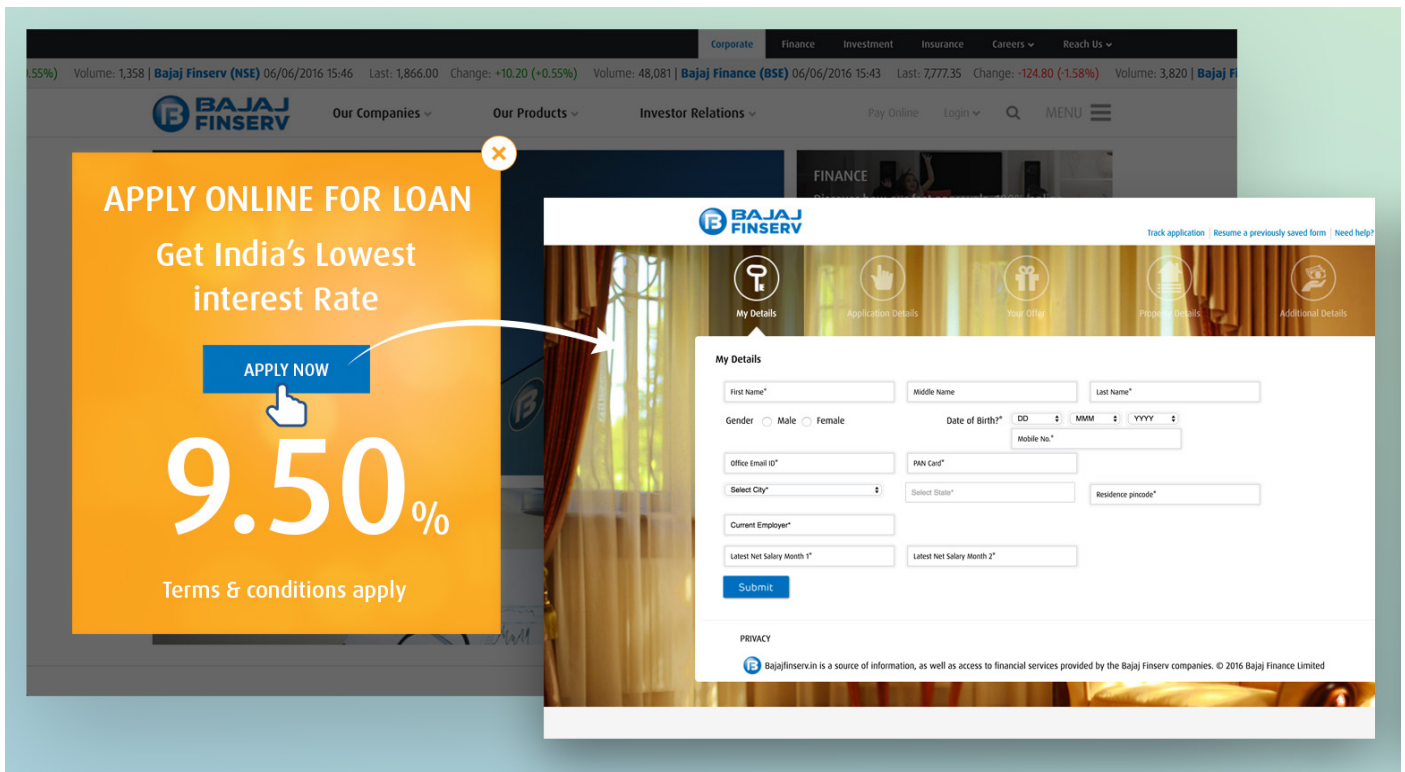 Corporate Finance Investment Insurance Careers Reach Us
.55%) Volume: 1,358 | Bajaj Finserv (NSE) 06/06/2016 15:46 Last: 1,866.00 Change: +10.20 (+0.55%) Volume: 48,081 | Bajaj Finance (BSE) 06/06/2016 15:43 Last: 7,777.35 Change: -124.80 (-1.58%) Volume: 3,820 | Bajaj Fi
BAJAJ
FINSERV
Our Companies Our Products Investor Relations Pay Online Login MENU
FINANCE
APPLY ONLINE FOR LOAN
Get India's Lowest
interest Rate
APPLY NOW
9.50%
Terms & conditions apply
BAJAJ
FINSERV
Track application | Resume a previously saved form | Need help?
My Details Application Details Your Offer Property Details Additional Details
My Details
First Name* Middle Name Last Name*
Gender Male Female Date of Birth?* DD MMM YYYY
Mobile No.*
Office Email ID* PAN Card*
Select City* Select State* Residence pincode*
Current Employer*
Latest Net Salary Month 1* Latest Net Salary Month 2*
Submit
PRIVACY
Bajajfinserv.in is a source of information, as well as access to financial services provided by the Bajaj Finserv companies. © 2016 Bajaj Finance Limited